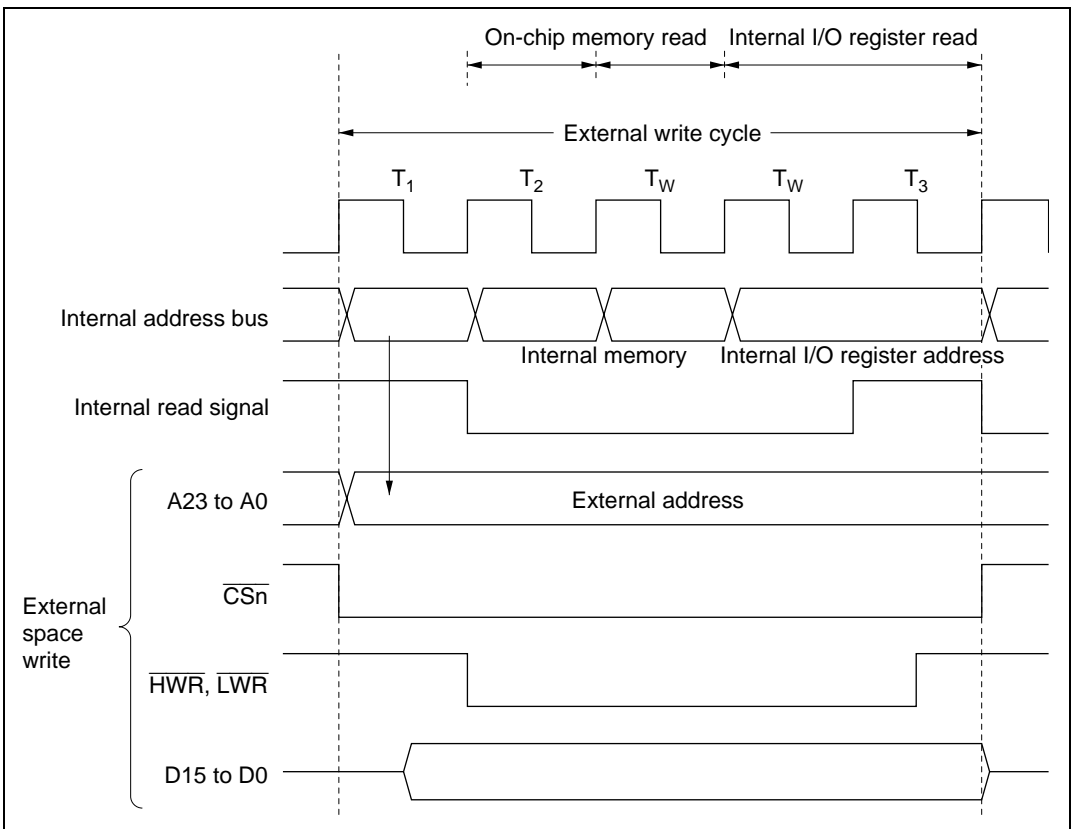 On-chip memory read Internal I/O register read
External write cycle
T1 T2 TW TW T3
Internal address bus
Internal memory Internal I/O register address
Internal read signal
A23 to A0 External address
CSn
External
space
write
HWR, LWR
D15 to D0